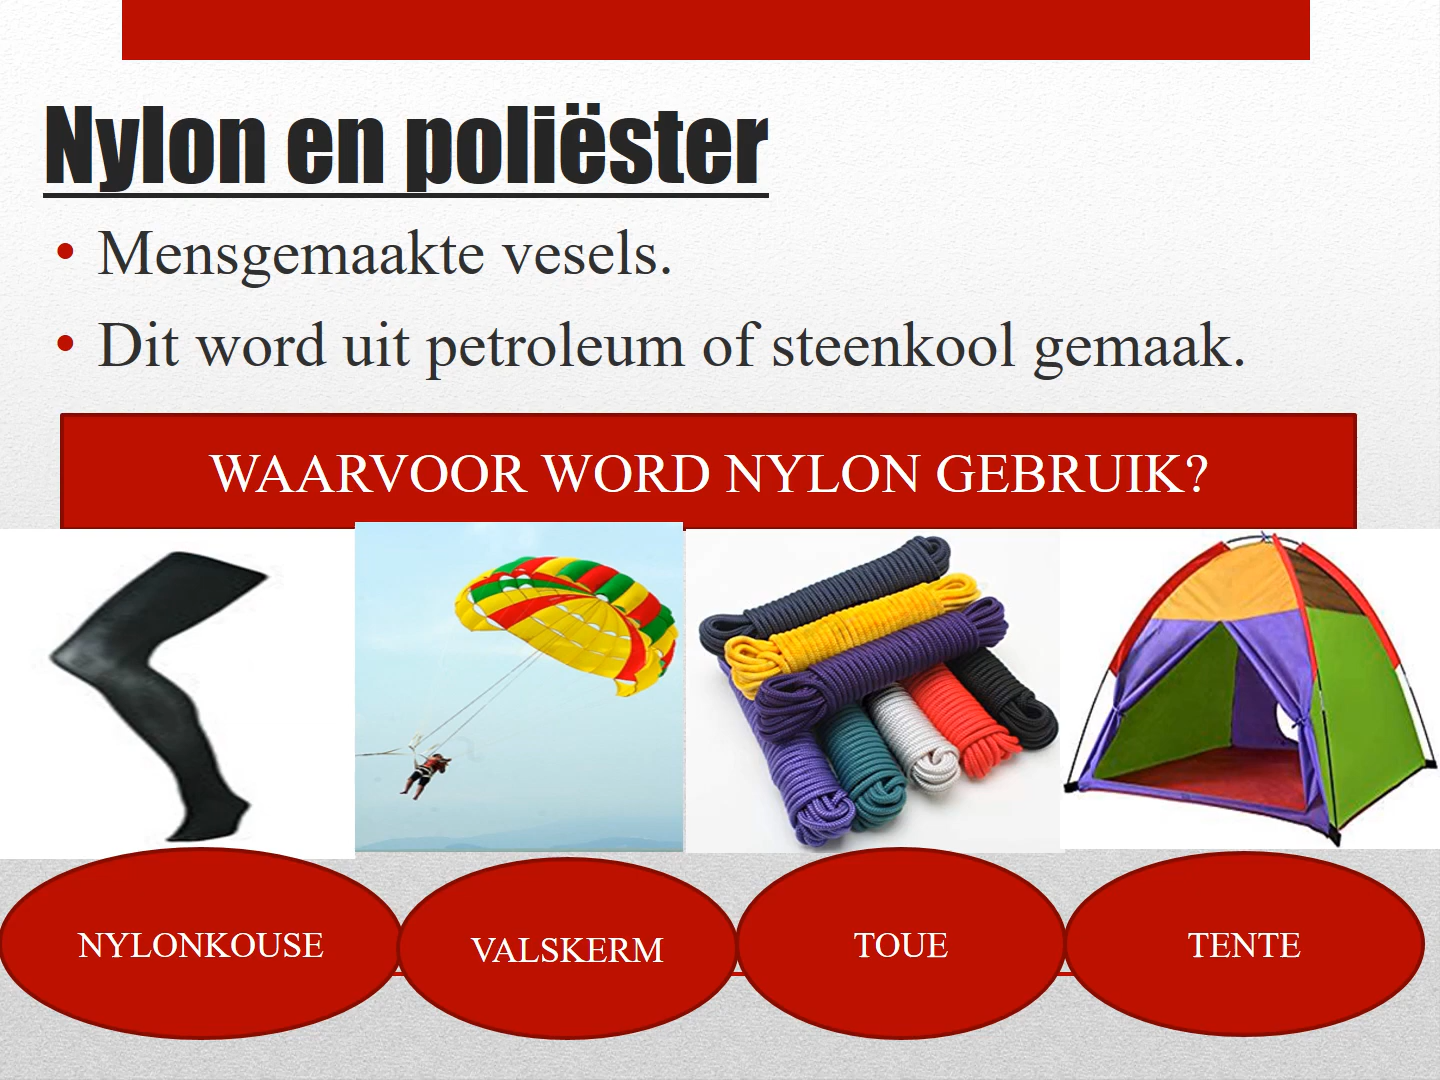 Nylon en poliëster
• Mensgemaakte vesels.
• Dit word uit petroleum of steenkool gemaak.
WAARVOOR WORD NYLON GEBRUIK?
NYLONKOUSE
VALSKERM
TOUE
TENTE